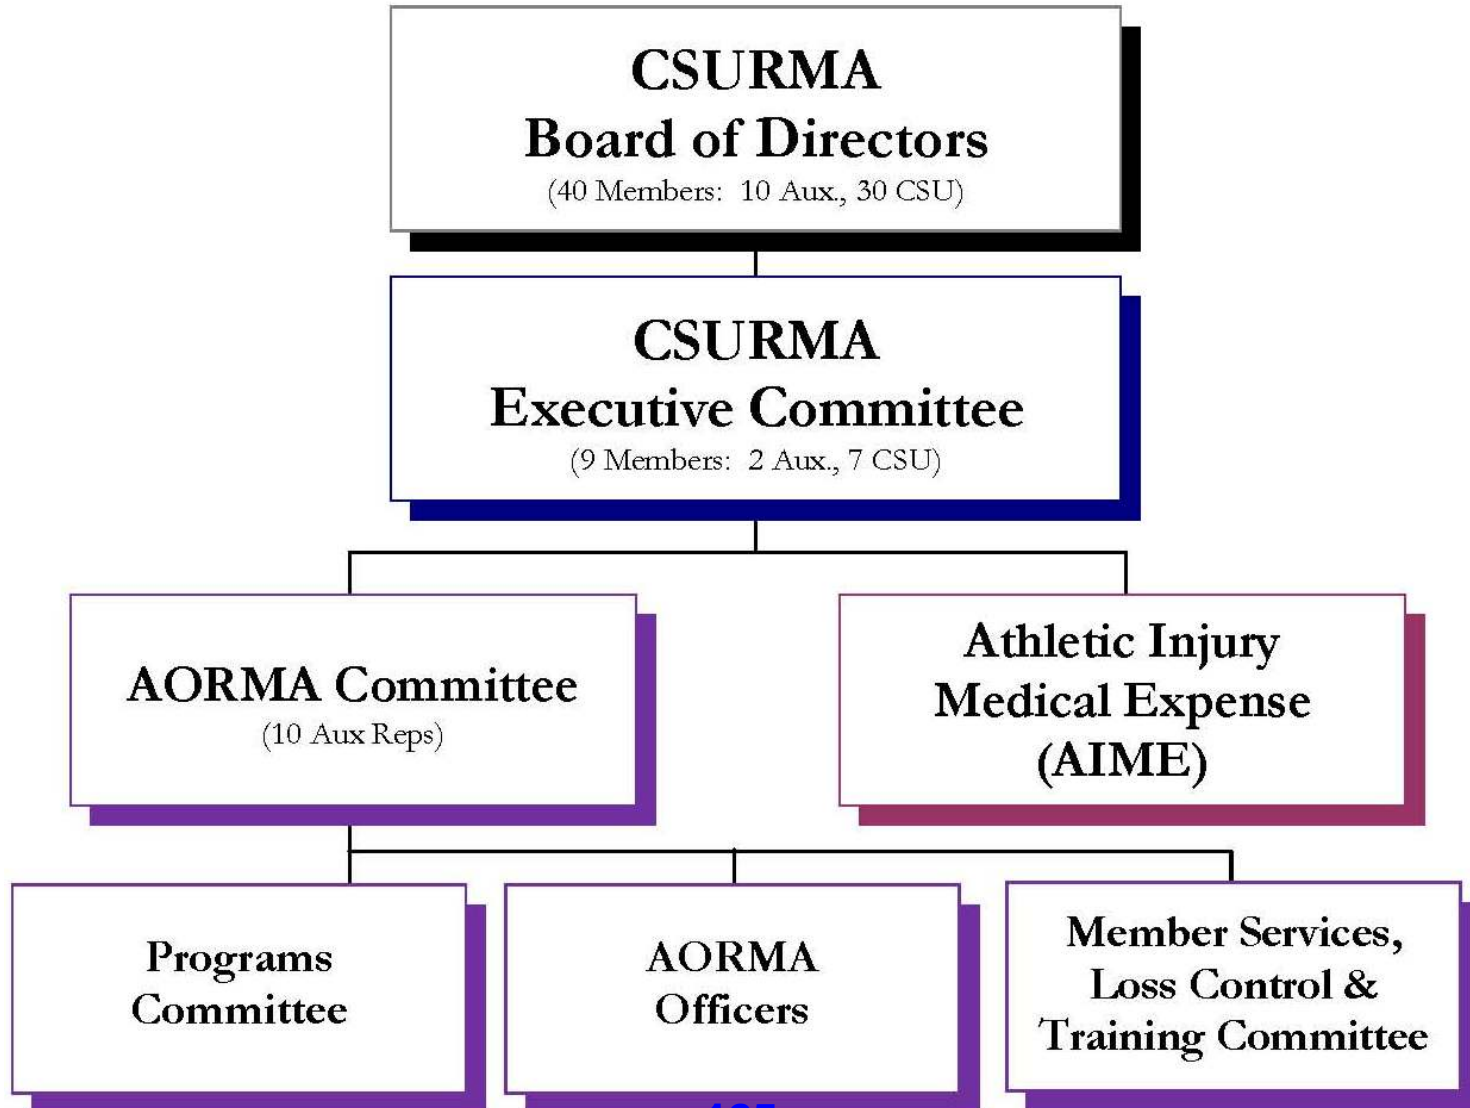 CSURMA
Board of Directors
(40 Members: 10 Aux., 30 CSU)
CSURMA
Executive Committee
(9 Members: 2 Aux., 7 CSU)
AORMA Committee
(10 Aux Reps)
Athletic Injury
Medical Expense
(AIME)
Programs
Committee
AORMA
Officers
Member Services,
Loss Control &
Training Committee